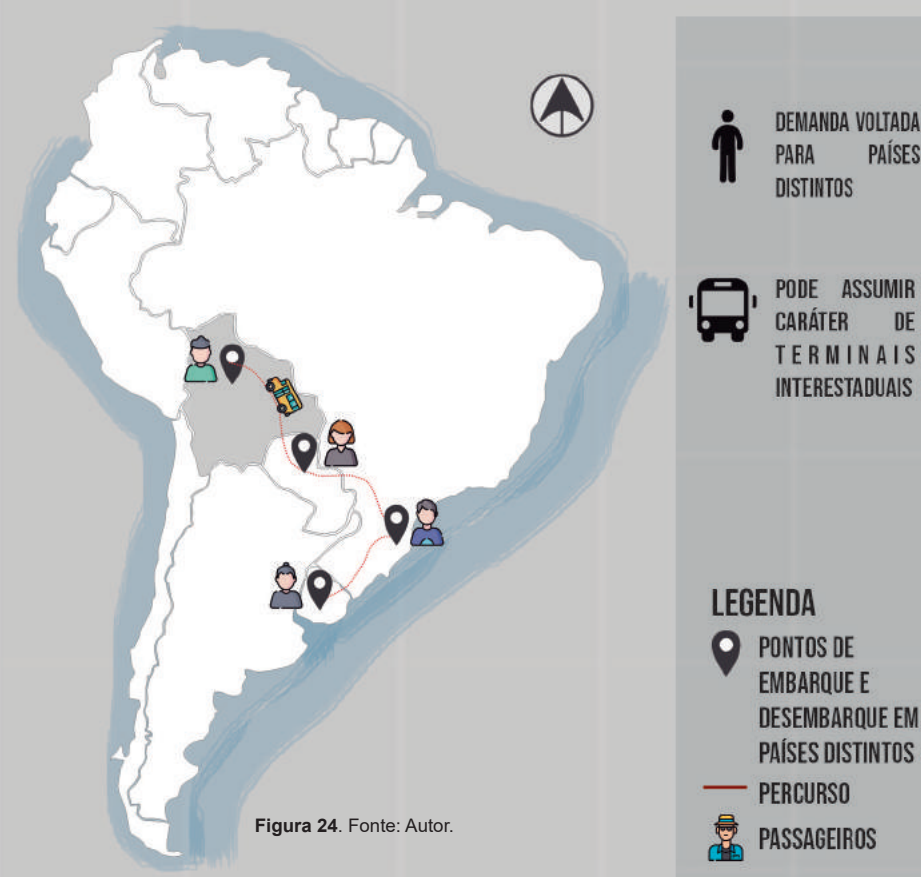 DEMANDA VOLTADA
PARA PAÍSES
DISTINTOS
PODE ASSUMIR
CARÁTER DE
TERMINAIS
INTERESTADUAIS
LEGENDA
PONTOS DE
EMBARQUE E
DESEMBARQUE EM
PAÍSES DISTINTOS
PERCURSO
PASSAGEIROS
Figura 24. Fonte: Autor.